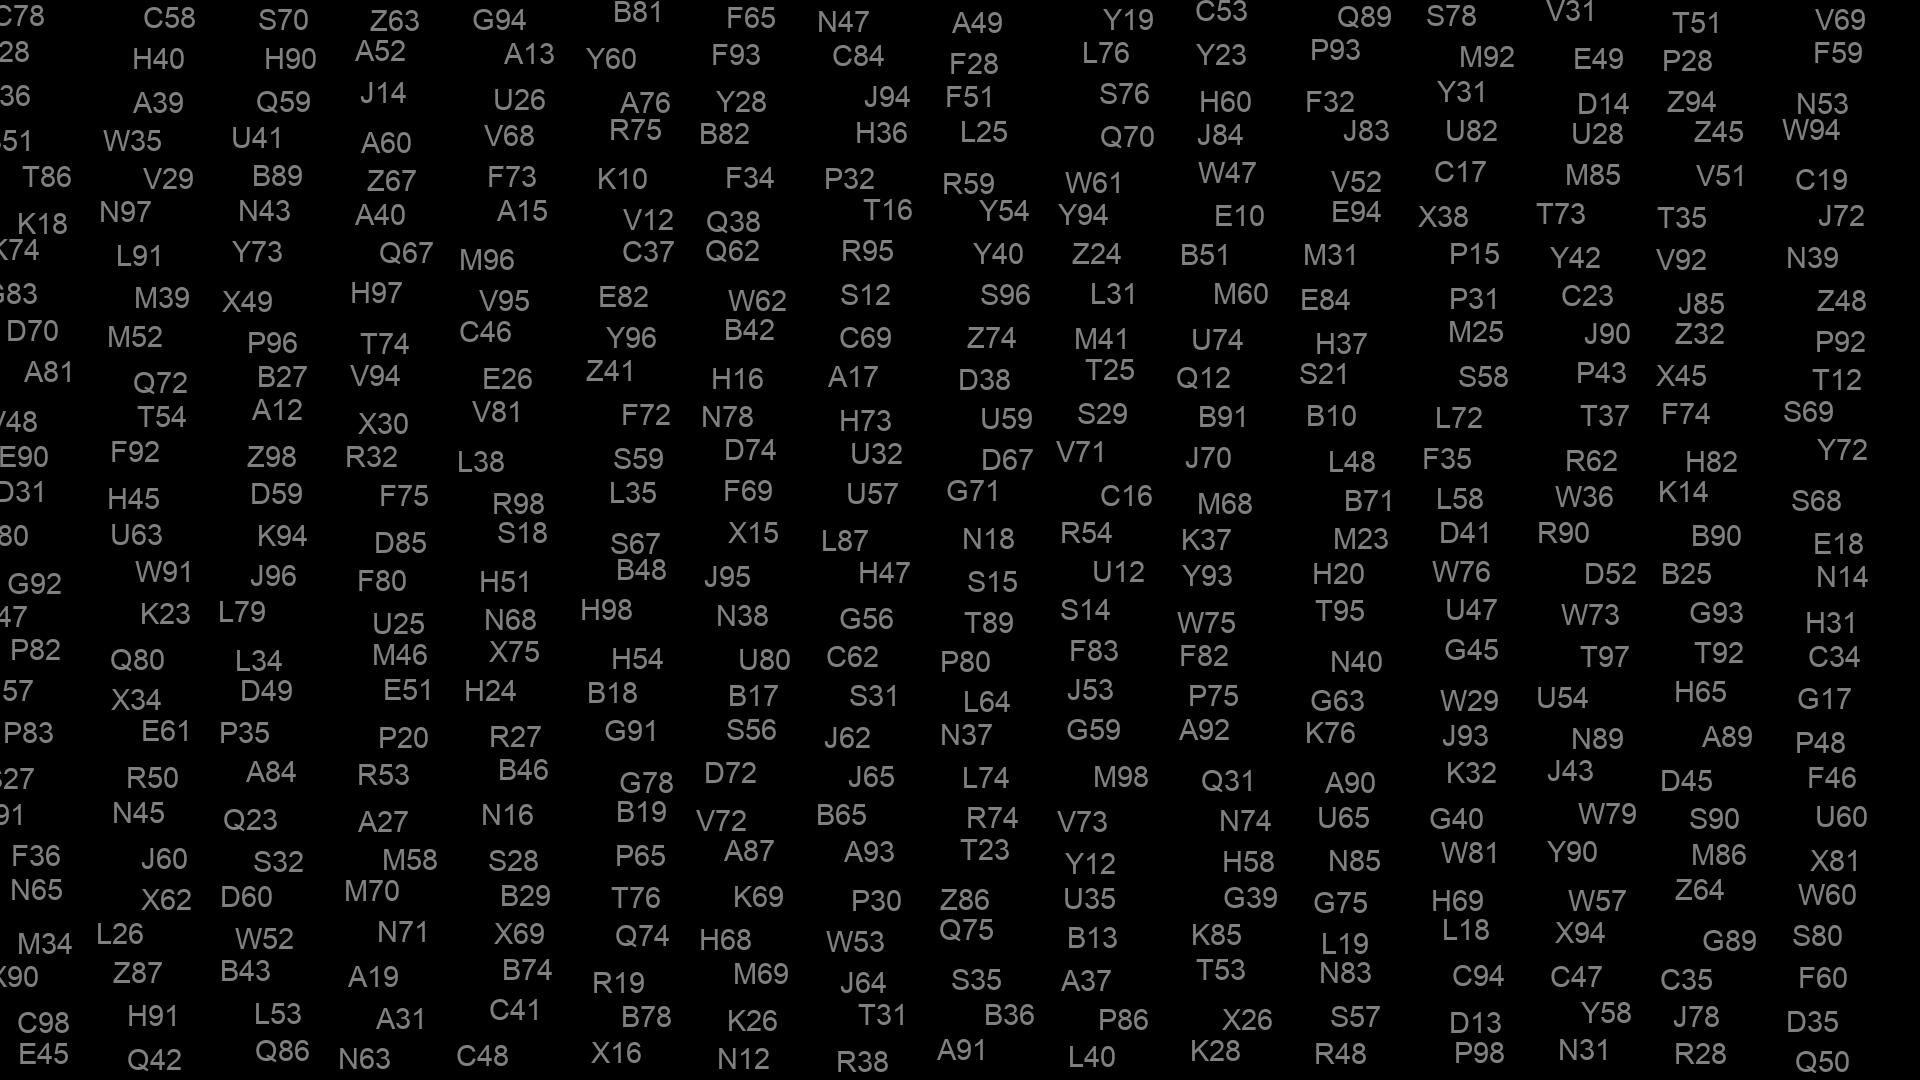 C78 C58 S70 Z63 G94 B81 F65 N47 A49 Y19 C53 Q89 S78 V31 T51 V69
28 H40 H90 A52 A13 Y60 F93 C84 F28 L76 Y23 P93 M92 E49 P28 F59
36 A39 Q59 J14 U26 A76 Y28 J94 F51 S76 H60 F32 Y31 D14 Z94 N53
51 W35 U41 A60 V68 R75 B82 H36 L25 Q70 J84 J83 U82 U28 Z45 W94
T86 V29 B89 Z67 F73 K10 F34 P32 R59 W61 W47 V52 C17 M85 V51 C19
K18 N97 N43 A40 A15 V12 Q38 T16 Y54 Y94 E10 E94 X38 T73 T35 J72
K74 L91 Y73 Q67 M96 C37 Q62 R95 Y40 Z24 B51 M31 P15 Y42 V92 N39
G83 M39 X49 H97 V95 E82 W62 S12 S96 L31 M60 E84 P31 C23 J85 Z48
D70 M52 P96 T74 C46 Y96 B42 C69 Z74 M41 U74 H37 M25 J90 Z32 P92
A81 Q72 B27 V94 E26 Z41 H16 A17 D38 T25 Q12 S21 S58 P43 X45 T12
V48 T54 A12 X30 V81 F72 N78 H73 U59 S29 B91 B10 L72 T37 F74 S69
E90 F92 Z98 R32 L38 S59 D74 U32 D67 V71 J70 L48 F35 R62 H82 Y72
D31 H45 D59 F75 R98 L35 F69 U57 G71 C16 M68 B71 L58 W36 K14 S68
80 U63 K94 D85 S18 S67 X15 L87 N18 R54 K37 M23 D41 R90 B90 E18
G92 W91 J96 F80 H51 B48 J95 H47 S15 U12 Y93 H20 W76 D52 B25 N14
47 K23 L79 U25 N68 H98 N38 G56 T89 S14 W75 T95 U47 W73 G93 H31
P82 Q80 L34 M46 X75 H54 U80 C62 P80 F83 F82 N40 G45 T97 T92 C34
57 X34 D49 E51 H24 B18 B17 S31 L64 J53 P75 G63 W29 U54 H65 G17
P83 E61 P35 P20 R27 G91 S56 J62 N37 G59 A92 K76 J93 N89 A89 P48
S27 R50 A84 R53 B46 G78 D72 J65 L74 M98 Q31 A90 K32 J43 D45 F46
91 N45 Q23 A27 N16 B19 V72 B65 R74 V73 N74 U65 G40 W79 S90 U60
F36 J60 S32 M58 S28 P65 A87 A93 T23 Y12 H58 N85 W81 Y90 M86 X81
N65 X62 D60 M70 B29 T76 K69 P30 Z86 U35 G39 G75 H69 W57 Z64 W60
M34 L26 W52 N71 X69 Q74 H68 W53 Q75 B13 K85 L19 L18 X94 G89 S80
X90 Z87 B43 A19 B74 R19 M69 J64 S35 A37 T53 N83 C94 C47 C35 F60
C98 H91 L53 A31 C41 B78 K26 T31 B36 P86 X26 S57 D13 Y58 J78 D35
E45 Q42 Q86 N63 C48 X16 N12 R38 A91 L40 K28 R48 P98 N31 R28 Q50